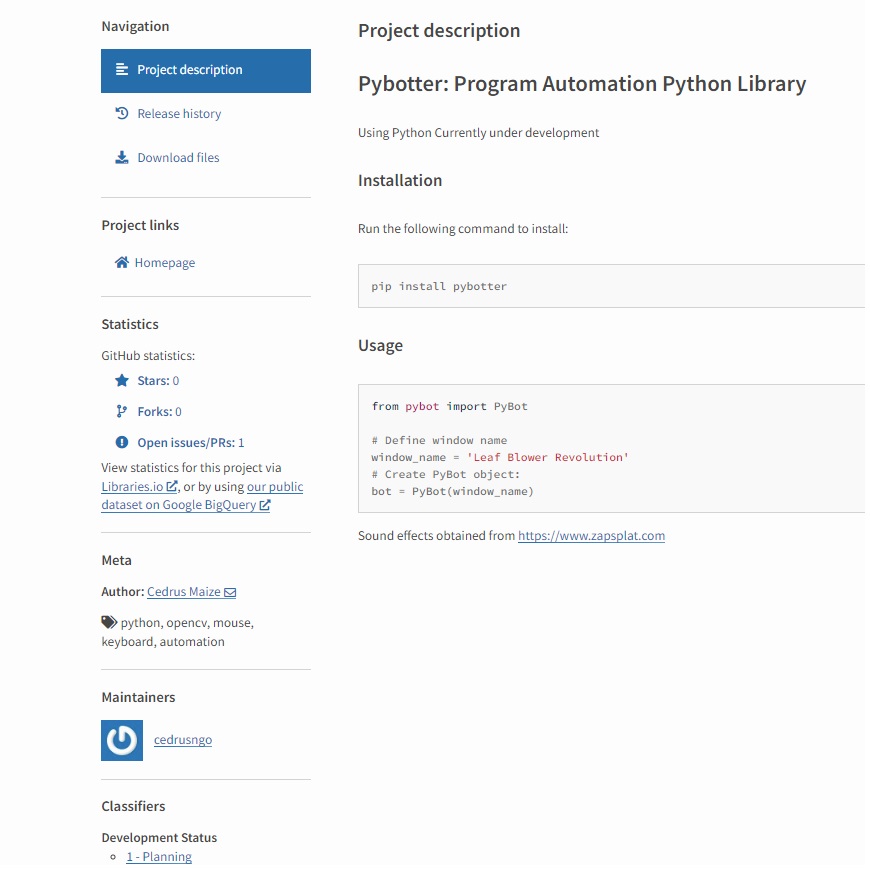 Navigation
Project description
Release history
Download files
Project links
Homepage
Statistics
GitHub statistics:
Stars: 0
Forks: 0
Open issues/PRs: 1
View statistics for this project via
Libraries.io, or by using our public
dataset on Google BigQuery
Meta
Author: Cedrus Maize
python, opencv, mouse,
keyboard, automation
Maintainers
cedrusngo
Classifiers
Development Status
1 - Planning
Project description
Pybotter: Program Automation Python Library
Using Python Currently under development
Installation
Run the following command to install:
pip install pybotter
Usage
from pybot import PyBot
# Define window name
window_name = 'Leaf Blower Revolution'
# Create PyBot object:
bot = PyBot(window_name)
Sound effects obtained from https://www.zapsplat.com